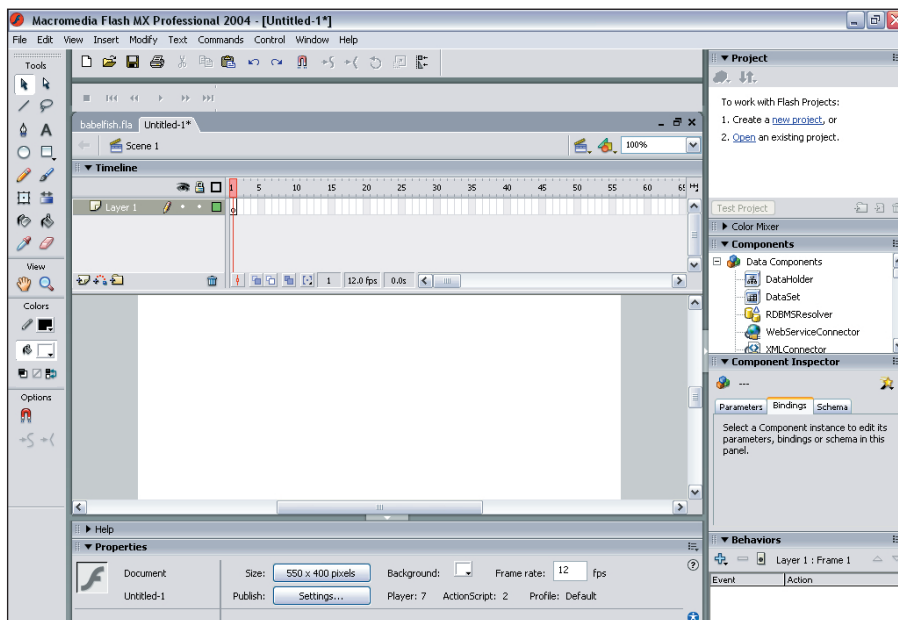 Macromedia Flash MX Professional 2004 - [Untitled-1*]
File Edit View Insert Modify Text Commands Control Window Help
Tools
View
Colors
Options
babelfish.fla Untitled-1*
Scene 1 100%
Timeline
1 5 10 15 20 25 30 35 40 45 50 55 60
Layer 1
1 12.0 fps 0.0s
Help
Properties
Document Size: 550 x 400 pixels Background: Frame rate: 12 fps
Untitled-1 Publish: Settings... Player: 7 ActionScript: 2 Profile: Default
Project
To work with Flash Projects:
1. Create a new project, or
2. Open an existing project.
Test Project
Color Mixer
Components
Data Components
DataHolder
DataSet
RDBMSResolver
WebServiceConnector
XMLConnector
Component Inspector
---
Parameters Bindings Schema
Select a Component instance to edit its
parameters, bindings or schema in this
panel.
Behaviors
Layer 1 : Frame 1
Event Action